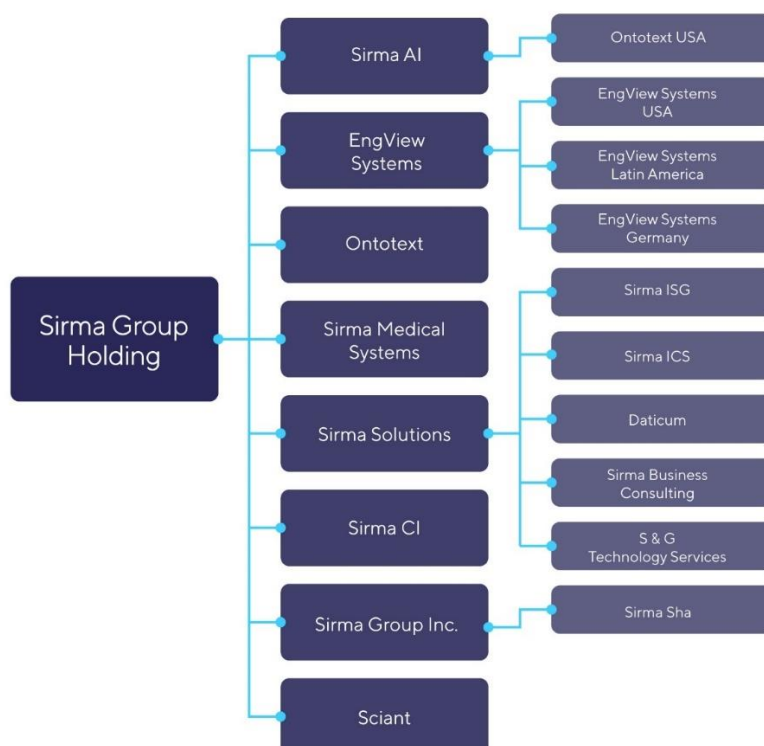 Sirma Group
Holding
Sirma AI
Ontotext USA
EngView
Systems
EngView Systems
USA
EngView Systems
Latin America
EngView Systems
Germany
Ontotext
Sirma Medical
Systems
Sirma Solutions
Sirma ISG
Sirma ICS
Daticum
Sirma Business
Consulting
S & G
Technology Services
Sirma CI
Sirma Group Inc.
Sirma Sha
Sciant